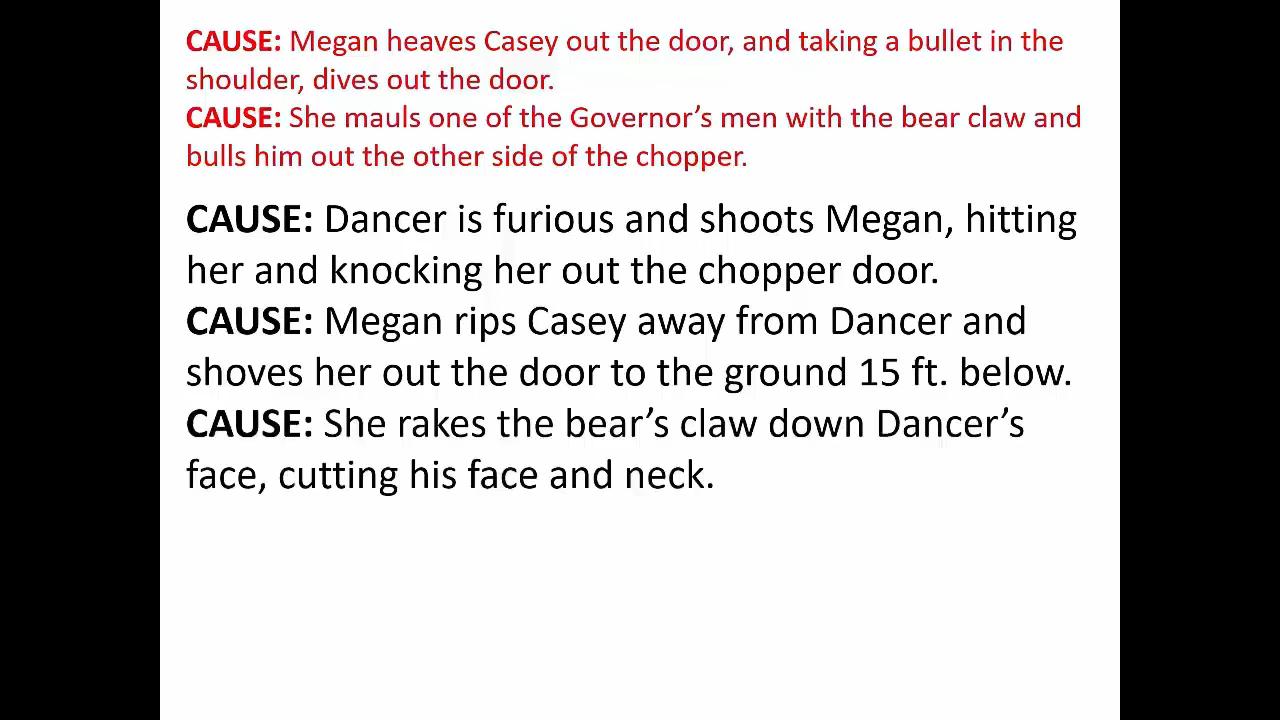 CAUSE: Megan heaves Casey out the door, and taking a bullet in the
shoulder, dives out the door.
CAUSE: She mauls one of the Governor’s men with the bear claw and
bulls him out the other side of the chopper.
CAUSE: Dancer is furious and shoots Megan, hitting
her and knocking her out the chopper door.
CAUSE: Megan rips Casey away from Dancer and
shoves her out the door to the ground 15 ft. below.
CAUSE: She rakes the bear’s claw down Dancer’s
face, cutting his face and neck.